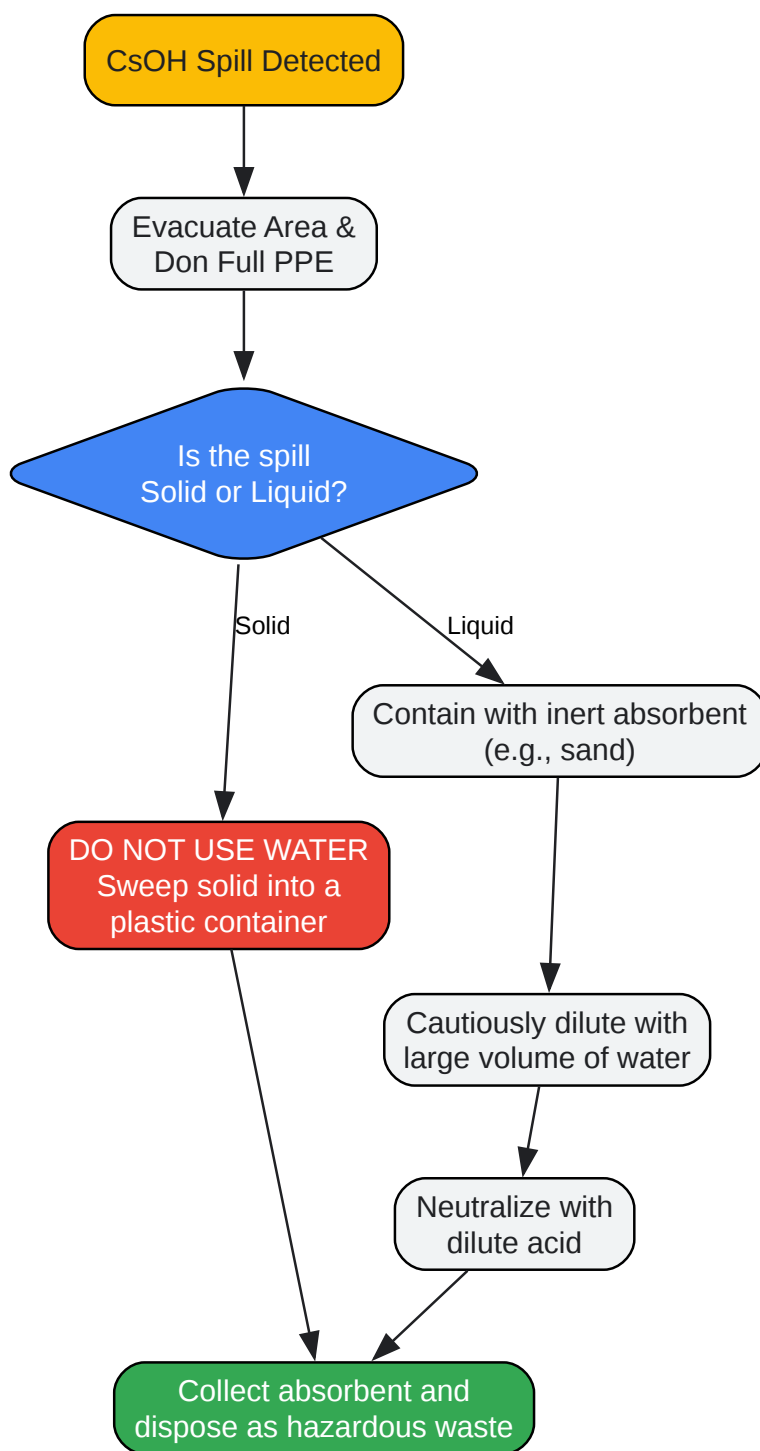 CsOH Spill Detected
Evacuate Area &
Don Full PPE
Is the spill
Solid or Liquid?
Solid
Liquid
Contain with inert absorbent
(e.g., sand)
DO NOT USE WATER
Sweep solid into a
plastic container
Cautiously dilute with
large volume of water
Neutralize with
dilute acid
Collect absorbent and
dispose as hazardous waste